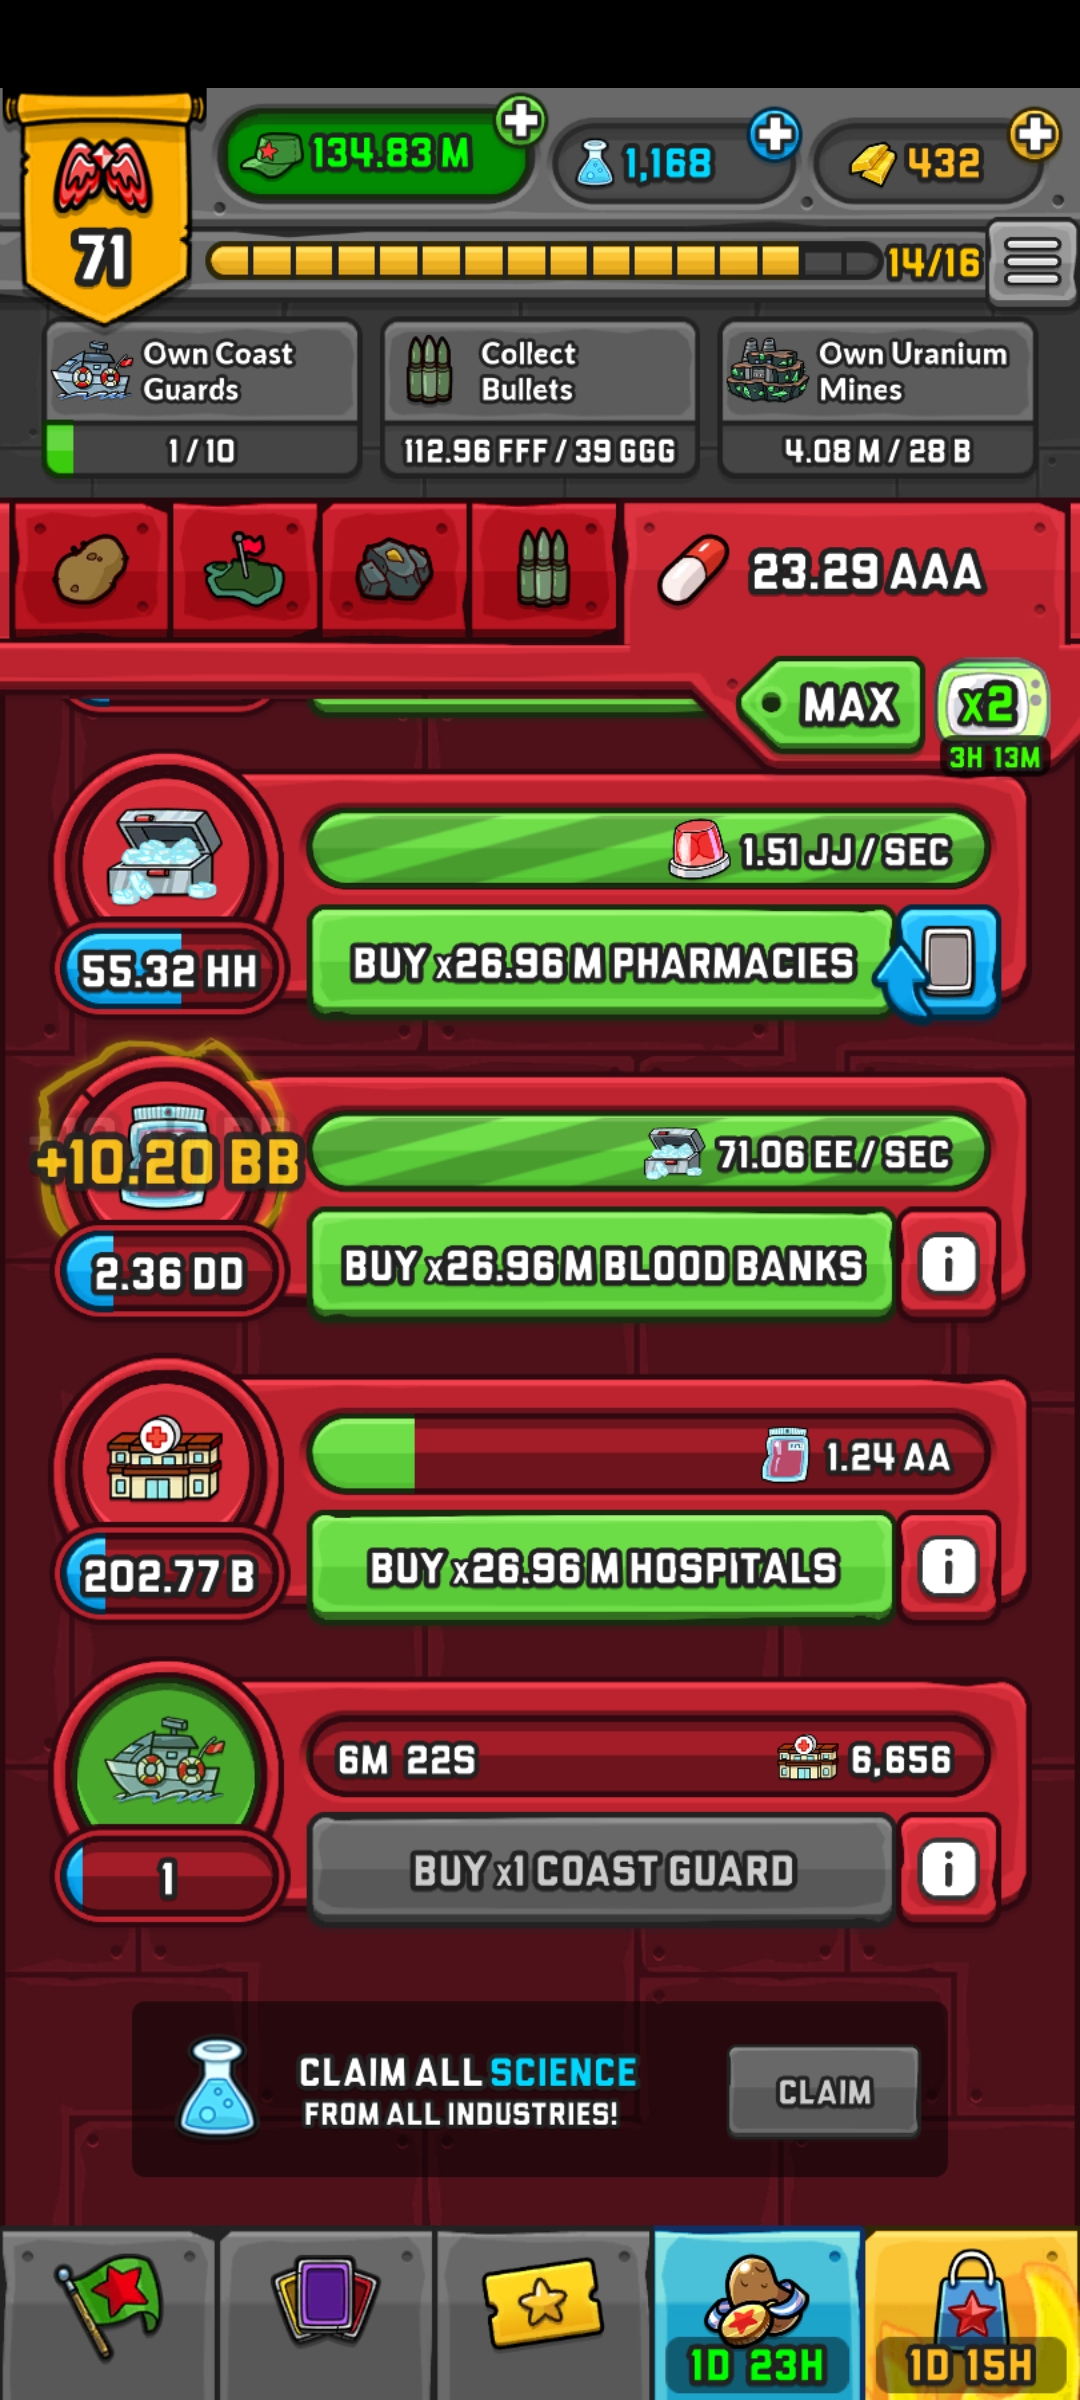 134.83 M
1,168
432
71
14/16
Own Coast
Guards
1 / 10
Collect
Bullets
112.96 FFF / 39 GGG
Own Uranium
Mines
4.08 M / 28 B
23.29 AAA
MAX
x2
3H 13M
1.51 JJ / SEC
55.32 HH
BUY x26.96 M PHARMACIES
+10.20 BB
71.06 EE / SEC
2.36 DD
BUY x26.96 M BLOOD BANKS
i
1.24 AA
202.77 B
BUY x26.96 M HOSPITALS
i
6M 22S
6,656
1
BUY x1 COAST GUARD
i
CLAIM ALL SCIENCE
FROM ALL INDUSTRIES!
CLAIM
1D 23H
1D 15H